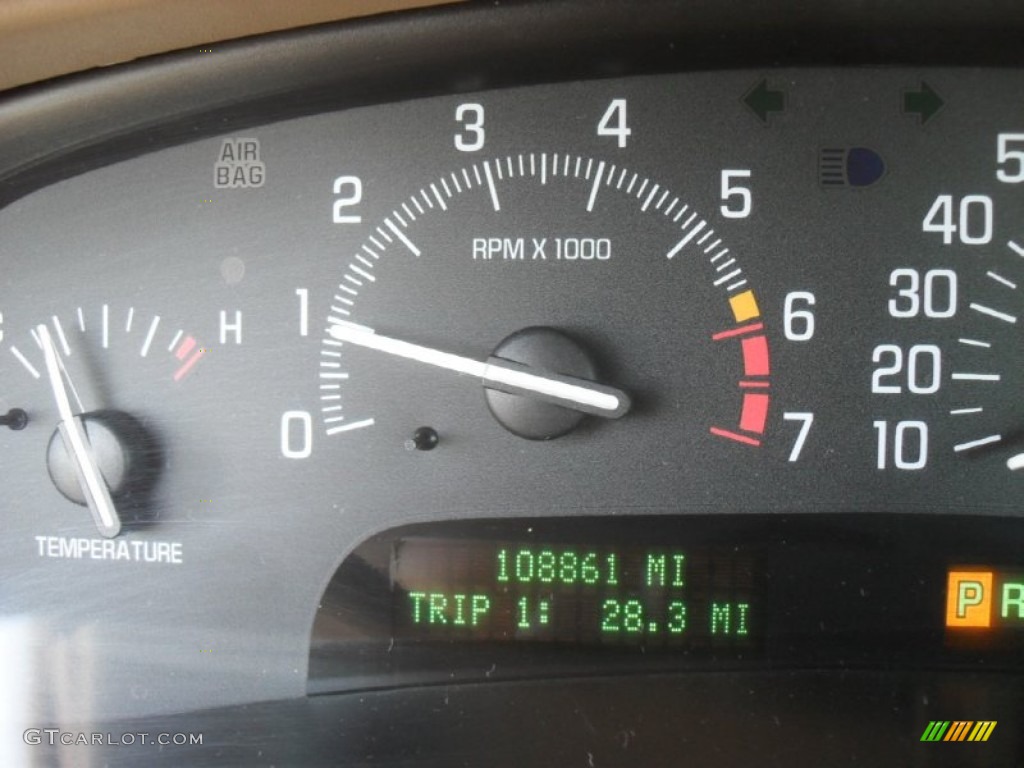 AIR
BAG
0 1 2 3 4 5 6 7
RPM X 1000
H
TEMPERATURE
10 20 30 40 5
108861 MI
TRIP 1: 28.3 MI
P R
GTCARLOT.COM